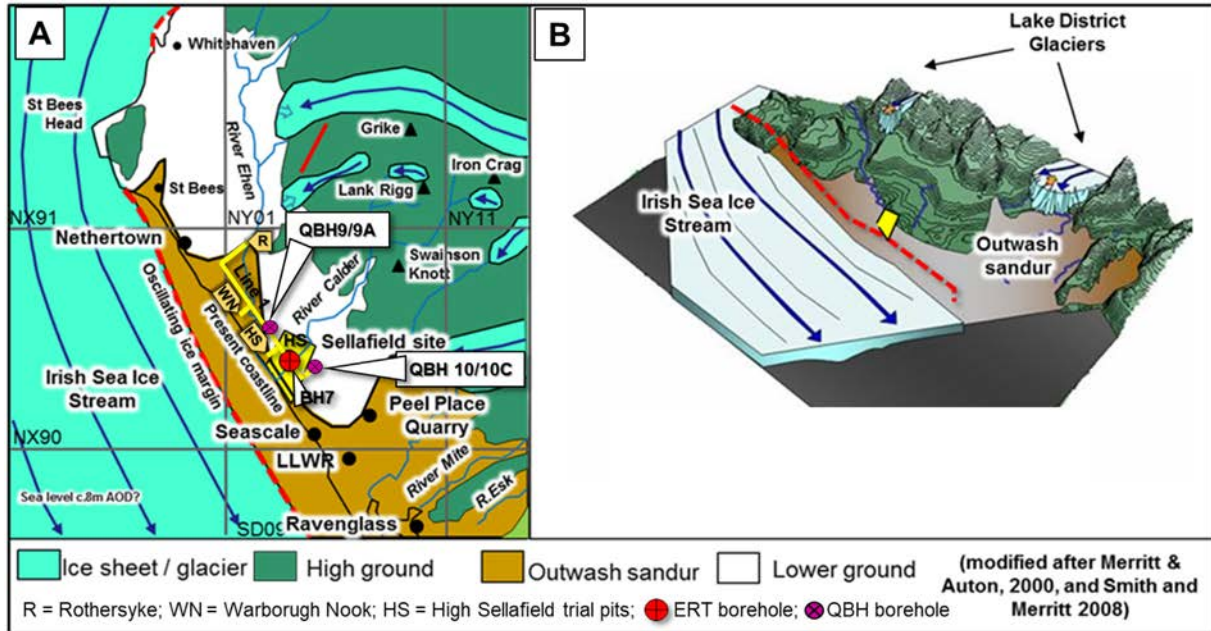 A
Whitehaven
St Bees
Head
River Ehen
Grike
Iron Crag
Lank Rigg
St Bees
NX91
NY01
NY11
QBH9/9A
Nethertown
R
Swainson
Knott
Line 1
WN
River Calder
HS
HS
Sellafield site
Oscillating ice margin
Present coastline
QBH 10/10C
Irish Sea Ice
Stream
BH7
Peel Place
Quarry
Seascale
NX90
LLWR
River Mite
R.Esk
Sea level c.8m AOD?
SD09
Ravenglass
B
Lake District
Glaciers
Irish Sea Ice
Stream
Outwash
sandur
Ice sheet / glacier
High ground
Outwash sandur
Lower ground
(modified after Merritt &
Auton, 2000, and Smith and
Merritt 2008)
R = Rothersyke; WN = Warborugh Nook; HS = High Sellafield trial pits; ERT borehole; QBH borehole